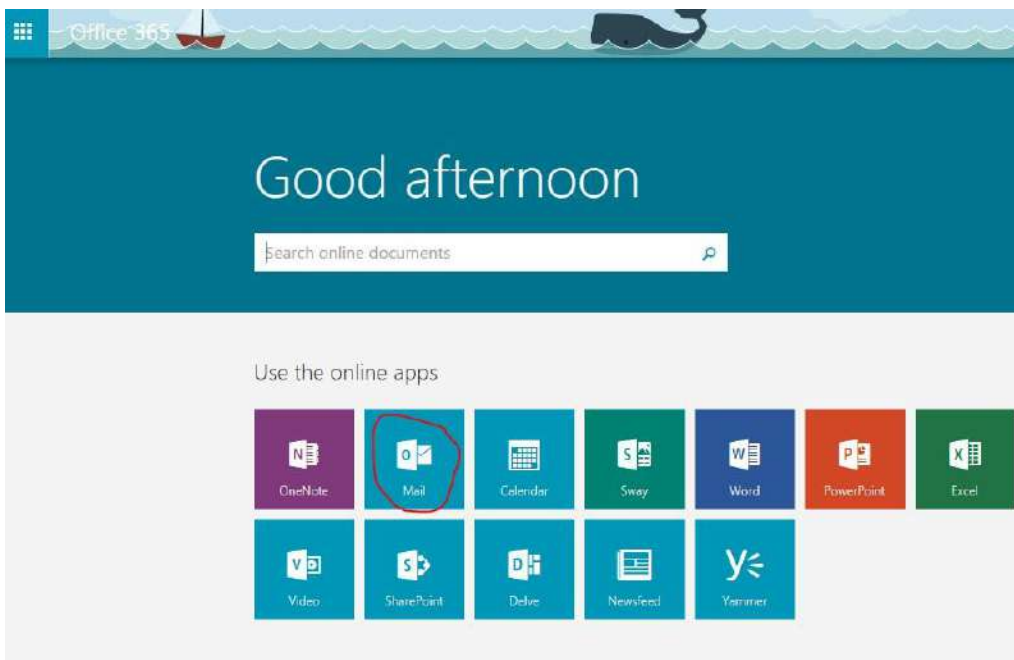 Office 365
Good afternoon
Search online documents
Use the online apps
N
OneNote
O
Mail
Calendar
S
Sway
W
Word
P
PowerPoint
X
Excel
V
Video
S
SharePoint
D
Delve
Newsfeed
Y
Yammer